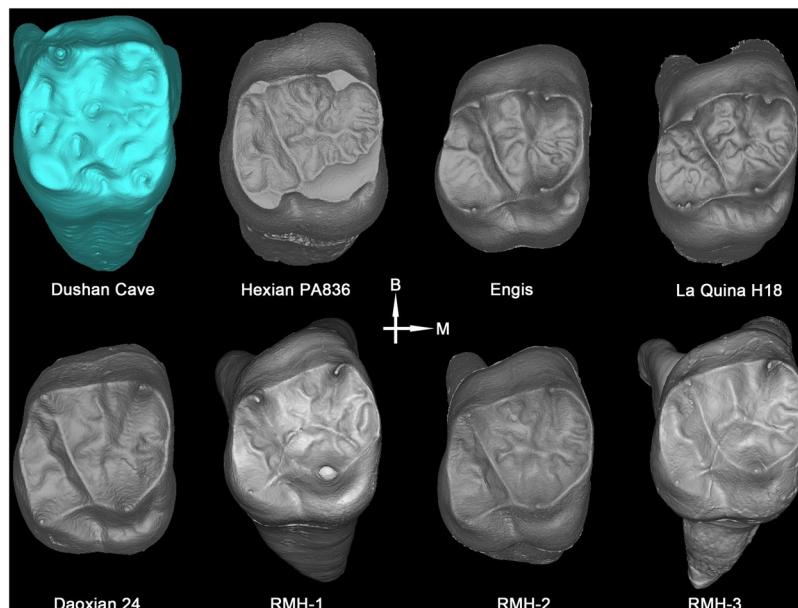 Dushan Cave
Hexian PA836
Engis
La Quina H18
B
M
Daoxian 24
RMH-1
RMH-2
RMH-3